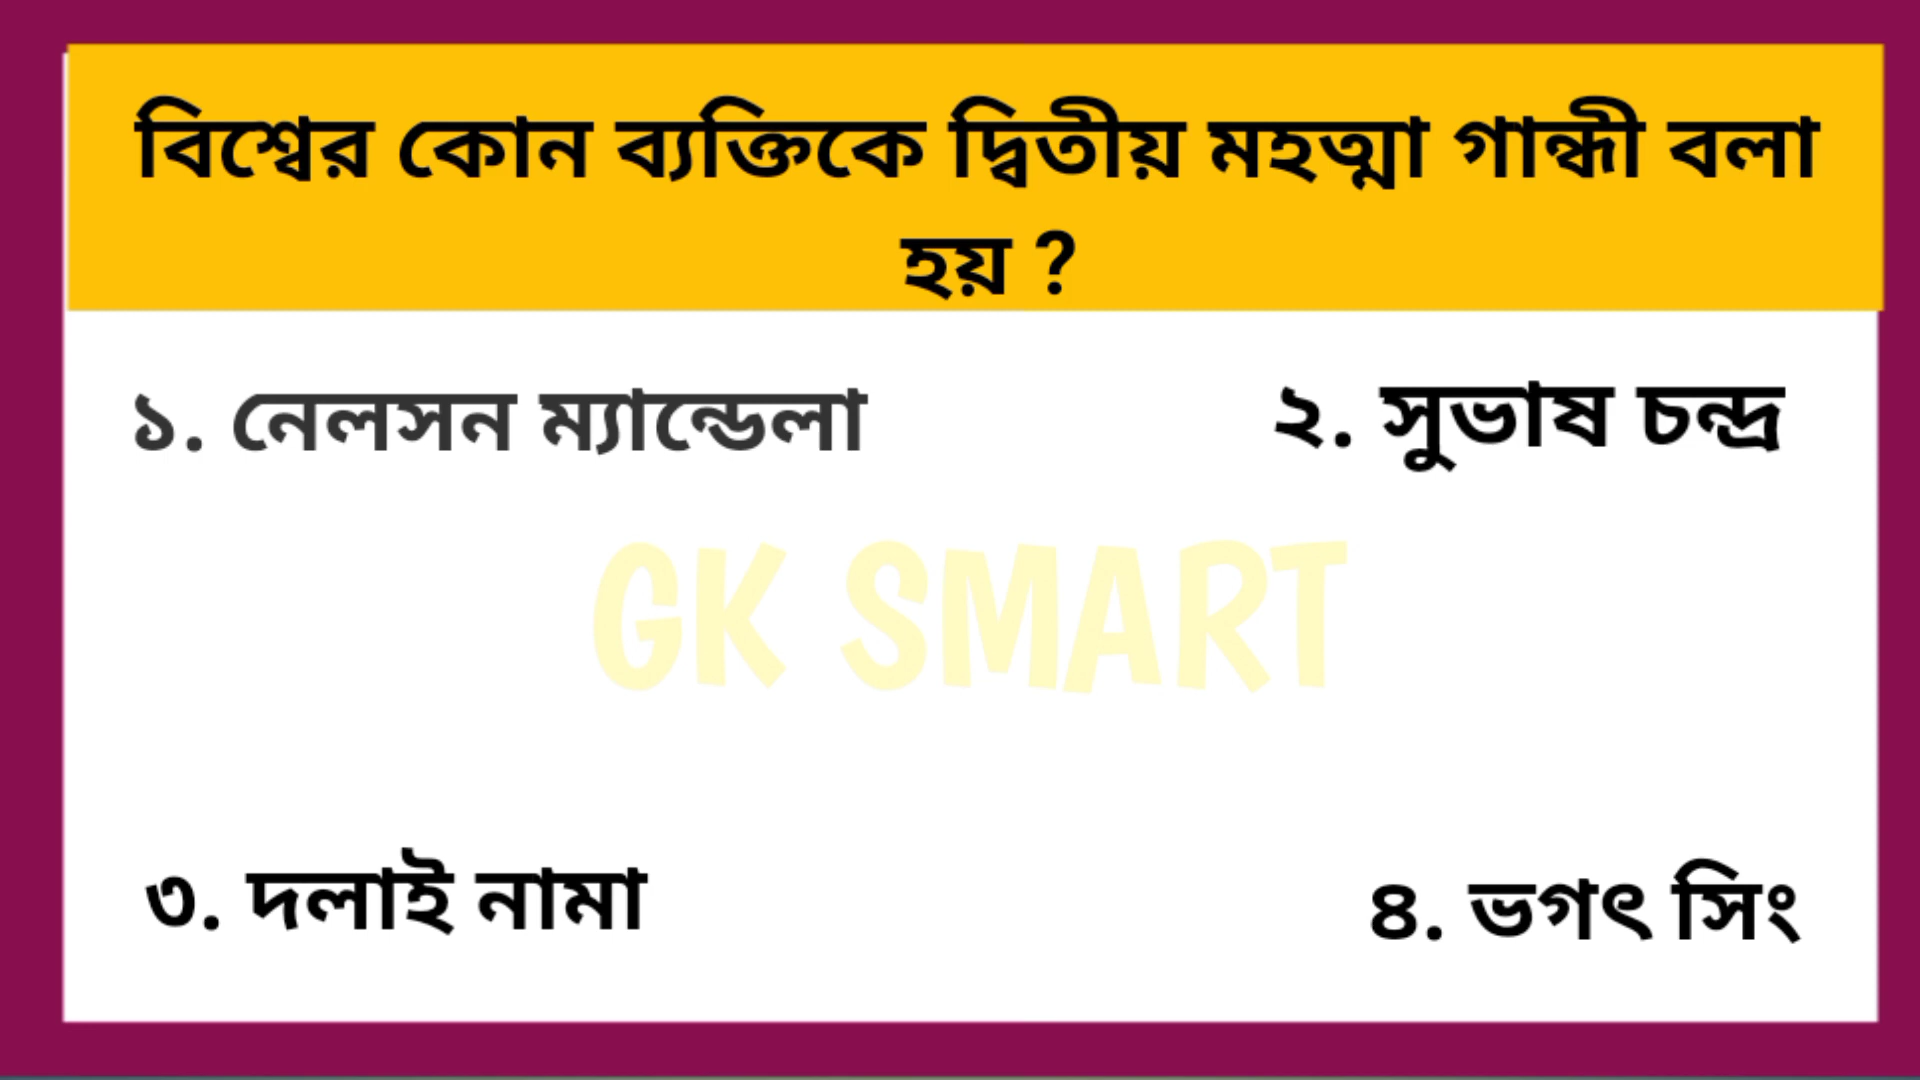 বিশ্বের কোন ব্যক্তিকে দ্বিতীয় মহত্মা গান্ধী বলা
হয় ?
১. নেলসন ম্যান্ডেলা
২. সুভাষ চন্দ্র
GK SMART
৩. দলাই নামা
৪. ভগৎ সিং